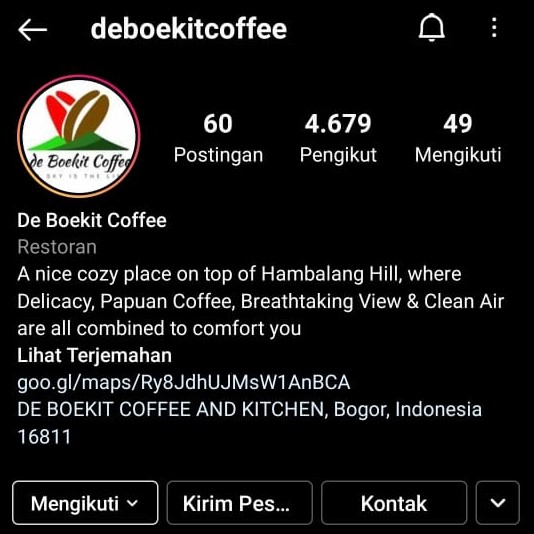 deboekitcoffee
60
4.679
49
Postingan
Pengikut
Mengikuti
de Boekit Coffee
SKY IS THE LI
De Boekit Coffee
Restoran
A nice cozy place on top of Hambalang Hill, where
Delicacy, Papuan Coffee, Breathtaking View & Clean Air
are all combined to comfort you
Lihat Terjemahan
goo.gl/maps/Ry8JdhUJMsW1AnBCA
DE BOEKIT COFFEE AND KITCHEN, Bogor, Indonesia
16811
Mengikuti
Kirim Pes...
Kontak